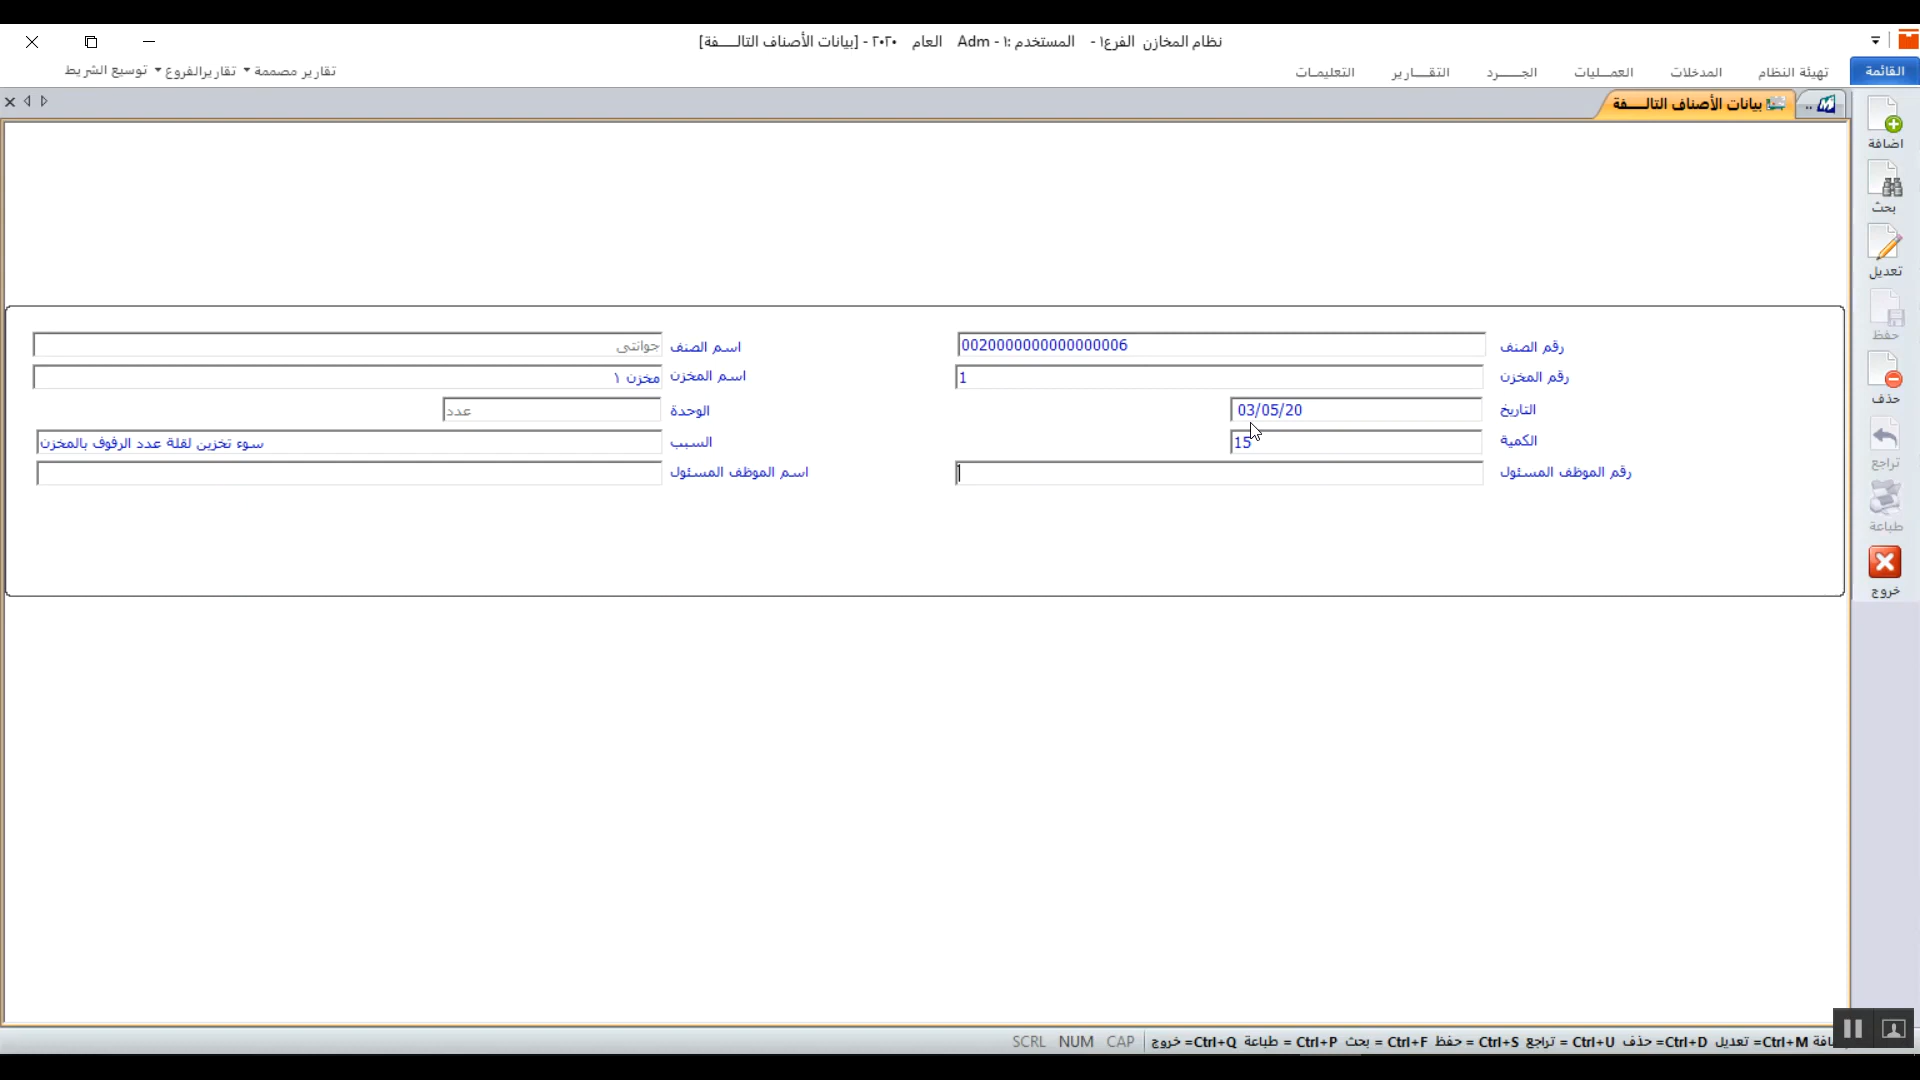 نظام المخازن الفرع١ - المستخدم :١ - Adm العام ٢٠٢٠ - [بيانات الأصناف التالـــفة]
القائمة تهيئة النظام المدخلات العمــليات الجــــرد التقــــارير التعليمـات تقارير مصممة تقاريرالفروع توسيع الشريط
.. بيانات الأصناف التالـــفة
اضافة
بحث
تعديل
حفظ
حذف
تراجع
طباعة
خروج
رقم الصنف 0020000000000000006 اسم الصنف جوانتى
رقم المخزن 1 اسم المخزن مخزن ١
التاريخ 03/05/20 الوحدة عدد
الكمية 15 السبب سوء تخزين لقلة عدد الرفوف بالمخزن
رقم الموظف المسئول اسم الموظف المسئول
Ctrl+M= تعديل Ctrl+D= حذف Ctrl+U = تراجع Ctrl+S = حفظ Ctrl+F = بحث Ctrl+P = طباعة Ctrl+Q= خروج
CAP NUM SCRL